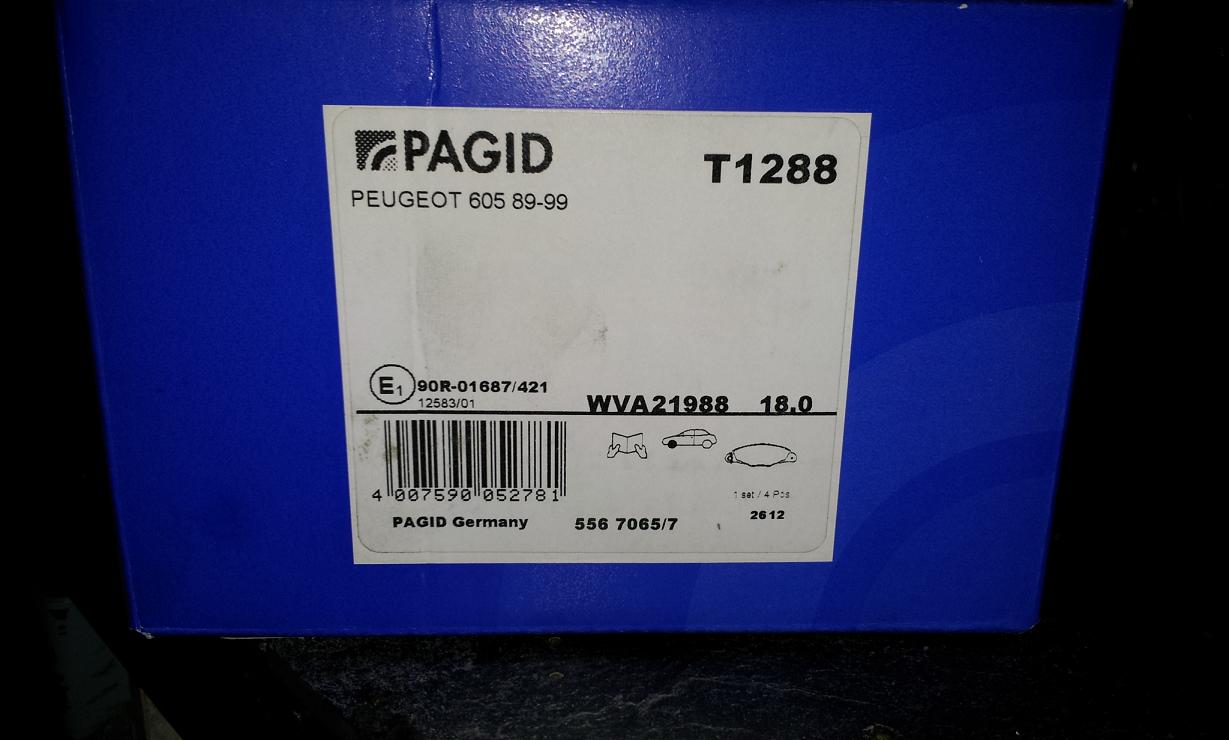 PAGID
T1288
PEUGEOT 605 89-99
E1 90R-01687/421
12583/01
WVA21988 18.0
4 007590 052781
1 set / 4 Pcs
PAGID Germany 556 7065/7 2612